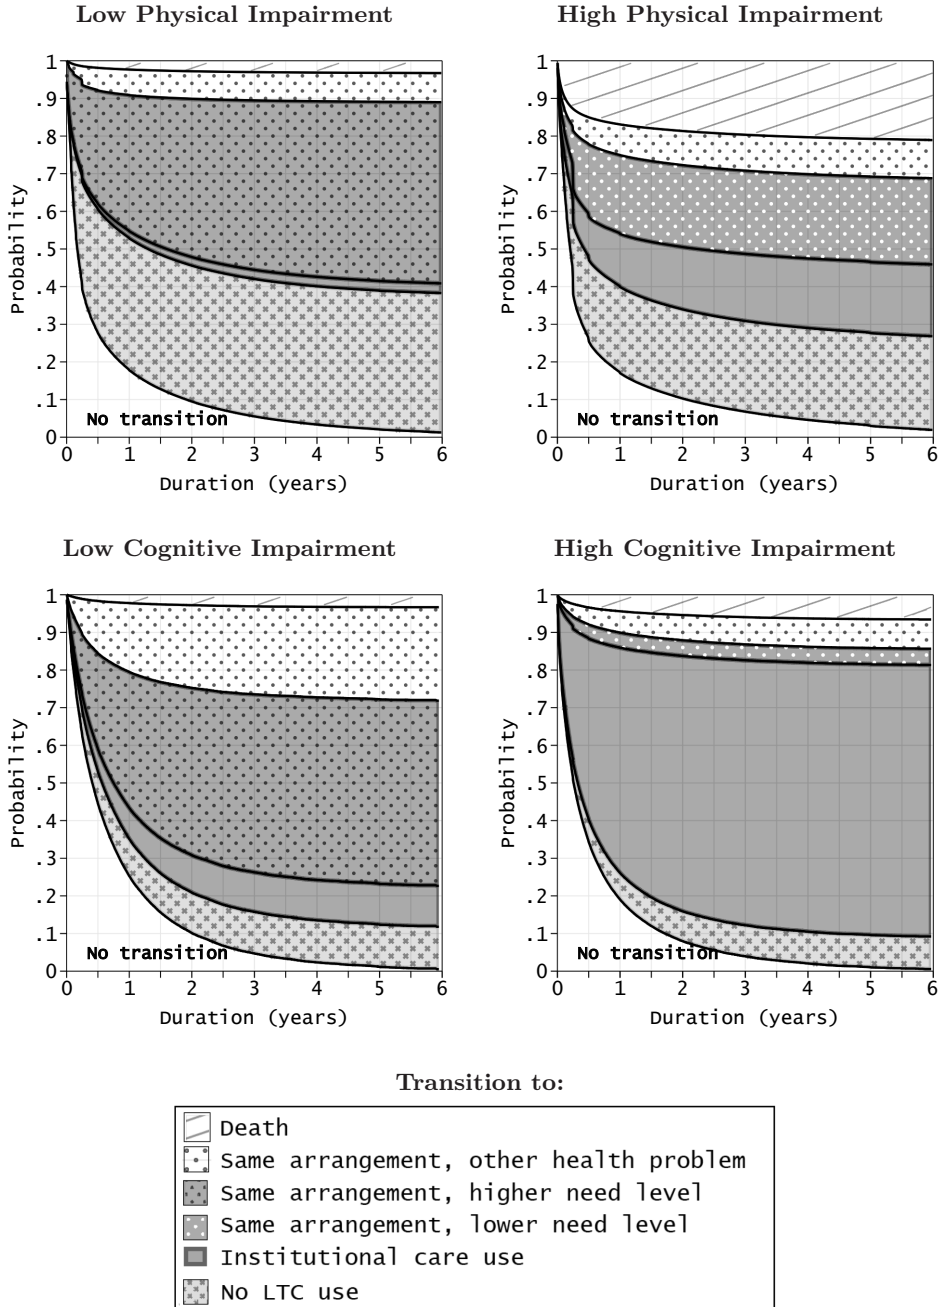 Low Physical Impairment
1
.9
.8
.7
.6
.5
.4
.3
.2
.1
0
Probability
No transition
0 1 2 3 4 5 6
Duration (years)
High Physical Impairment
1
.9
.8
.7
.6
.5
.4
.3
.2
.1
0
Probability
No transition
0 1 2 3 4 5 6
Duration (years)
Low Cognitive Impairment
1
.9
.8
.7
.6
.5
.4
.3
.2
.1
0
Probability
No transition
0 1 2 3 4 5 6
Duration (years)
High Cognitive Impairment
1
.9
.8
.7
.6
.5
.4
.3
.2
.1
0
Probability
No transition
0 1 2 3 4 5 6
Duration (years)
Transition to:
Death
Same arrangement, other health problem
Same arrangement, higher need level
Same arrangement, lower need level
Institutional care use
No LTC use